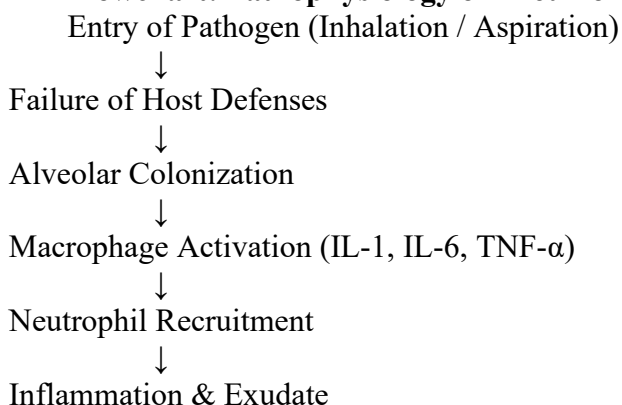 Entry of Pathogen (Inhalation / Aspiration)
↓
Failure of Host Defenses
↓
Alveolar Colonization
↓
Macrophage Activation (IL-1, IL-6, TNF-α)
↓
Neutrophil Recruitment
↓
Inflammation & Exudate